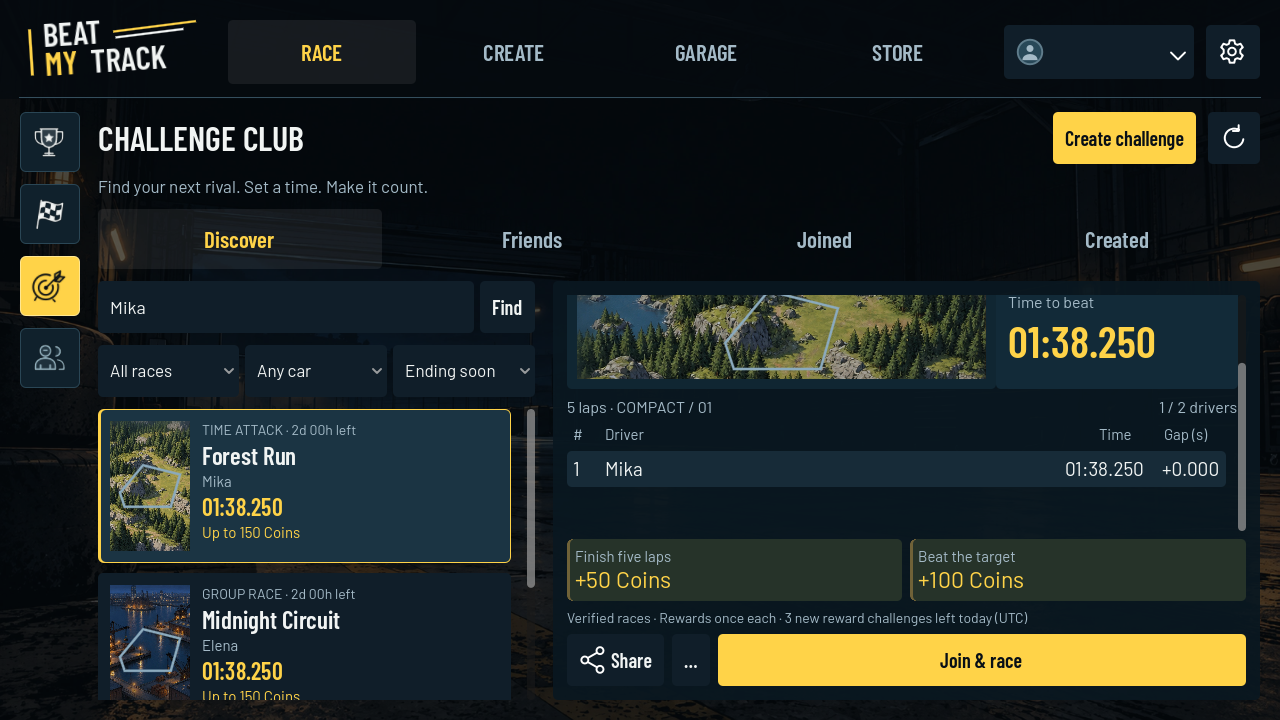 BEAT
MY TRACK
RACE
CREATE
GARAGE
STORE
CHALLENGE CLUB
Create challenge
Find your next rival. Set a time. Make it count.
Discover
Friends
Joined
Created
Mika
Find
All races
Any car
Ending soon
TIME ATTACK · 2d 00h left
Forest Run
Mika
01:38.250
Up to 150 Coins
GROUP RACE · 2d 00h left
Midnight Circuit
Elena
01:38.250
Up to 150 Coins
Time to beat
01:38.250
5 laps · COMPACT / 01
1 / 2 drivers
# Driver Time Gap (s)
1 Mika 01:38.250 +0.000
Finish five laps
+50 Coins
Beat the target
+100 Coins
Verified races · Rewards once each · 3 new reward challenges left today (UTC)
Share
...
Join & race